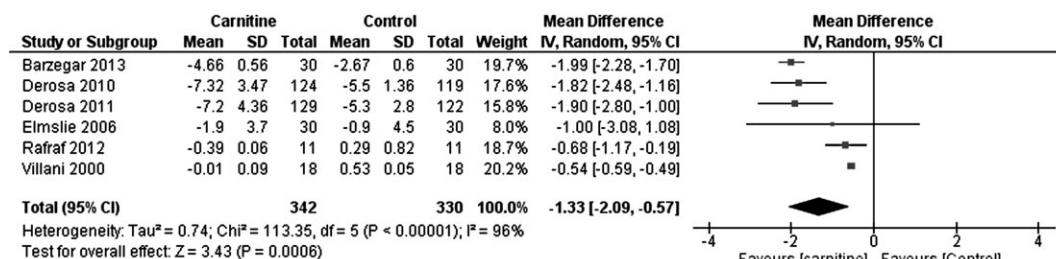 Carnitine Control Mean Difference Mean Difference
Study or Subgroup Mean SD Total Mean SD Total Weight IV, Random, 95% CI IV, Random, 95% CI
Barzegar 2013 -4.66 0.56 30 -2.67 0.6 30 19.7% -1.99 [-2.28, -1.70]
Derosa 2010 -7.32 3.47 124 -5.5 1.36 119 17.6% -1.82 [-2.48, -1.16]
Derosa 2011 -7.2 4.36 129 -5.3 2.8 122 15.8% -1.90 [-2.80, -1.00]
Elmslie 2006 -1.9 3.7 30 -0.9 4.5 30 8.0% -1.00 [-3.08, 1.08]
Rafraf 2012 -0.39 0.06 11 0.29 0.82 11 18.7% -0.68 [-1.17, -0.19]
Villani 2000 -0.01 0.09 18 0.53 0.05 18 20.2% -0.54 [-0.59, -0.49]
Total (95% CI) 342 330 100.0% -1.33 [-2.09, -0.57]
Heterogeneity: Tau² = 0.74; Chi² = 113.35, df = 5 (P < 0.00001); I² = 96%
Test for overall effect: Z = 3.43 (P = 0.0006)
-4 -2 0 2 4
Favours [carnitine] Favours [Control]